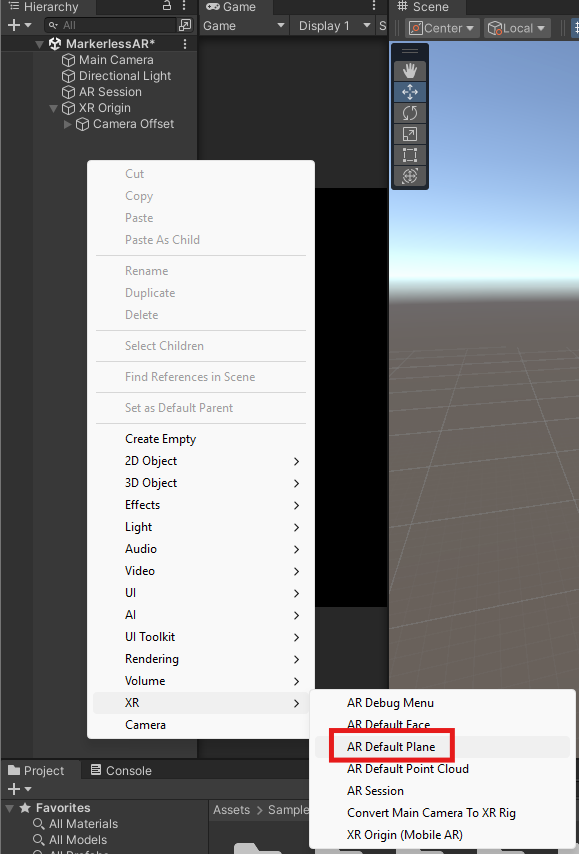 Hierarchy
All
MarkerlessAR*
Main Camera
Directional Light
AR Session
XR Origin
Camera Offset
Game
Game
Display 1
S
Scene
Center
Local
Cut
Copy
Paste
Paste As Child
Rename
Duplicate
Delete
Select Children
Find References in Scene
Set as Default Parent
Create Empty
2D Object
3D Object
Effects
Light
Audio
Video
UI
AI
UI Toolkit
Rendering
Volume
XR
Camera
AR Debug Menu
AR Default Face
AR Default Plane
AR Default Point Cloud
AR Session
Convert Main Camera To XR Rig
XR Origin (Mobile AR)
Project
Console
Favorites
All Materials
All Models
All Prefabs
Assets > Sample